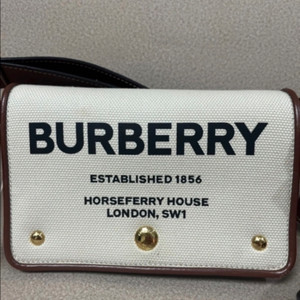 BURBERRY
ESTABLISHED 1856
HORSEFERRY HOUSE
LONDON, SW1